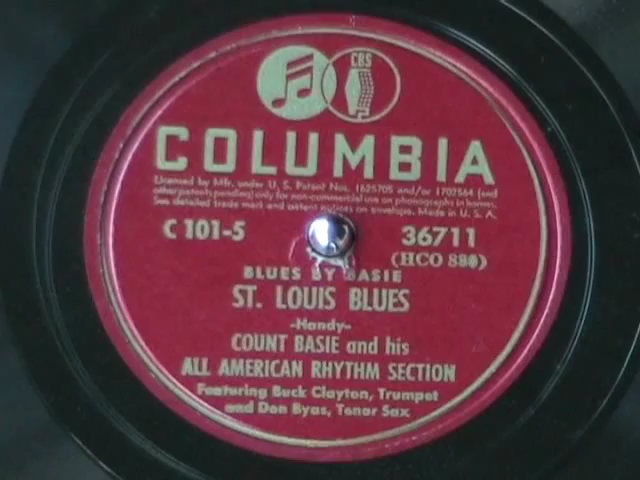 CBS
COLUMBIA
Licensed by Mfr. under U. S. Patent Nos. 1625705 and/or 1702564 (and
other patents pending) only for non-commercial use on phonographs in homes.
See detailed trade mark and patent notices on envelope. Made in U. S. A.
C 101-5
36711
(HCO
BLUES BY BASIE
ST. LOUIS BLUES
-Handy-
COUNT BASIE and his
ALL AMERICAN RHYTHM SECTION
Featuring Buck Clayton, Trumpet
and Don Byas, Tenor Sax